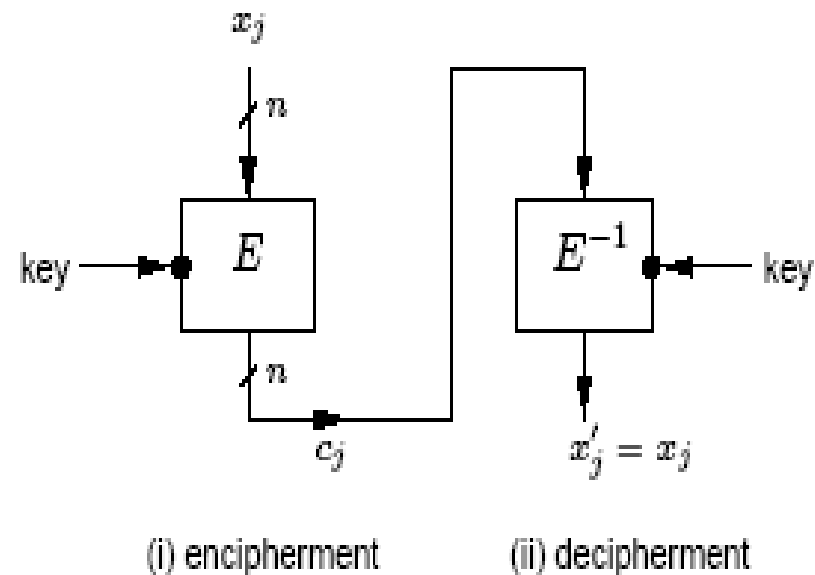 x_j
n
key
E
E^{-1}
key
n
c_j
x'_j = x_j
(i) encipherment
(ii) decipherment